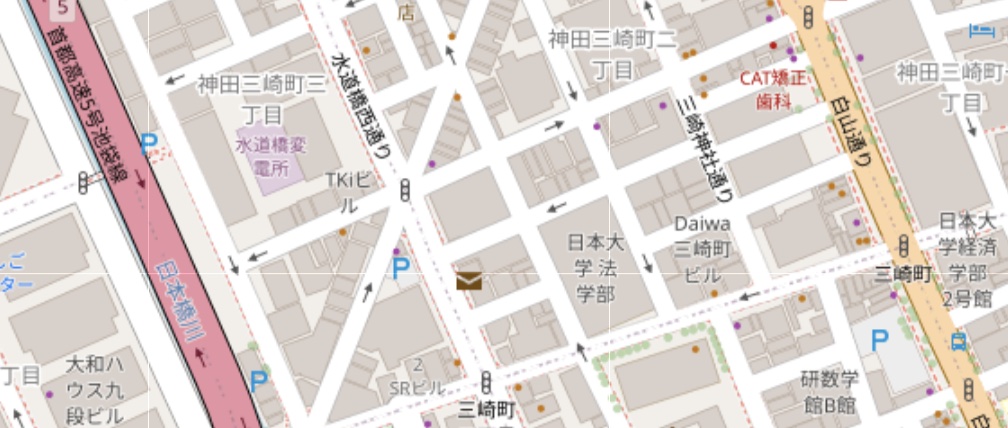 5
店
首都高速5号池袋線
水道橋西通り
神田三崎町二
丁目
神田三崎町三
丁目
CAT矯正
歯科
神田三崎町
丁目
三崎神社通り
白山通り
水道橋変
電所
P
TKiビ
ル
Daiwa
三崎町
ビル
日本大
学 法
学部
日本大
学経済
学部
2号館
三崎町
P
日本橋川
ご
ター
P
大和ハ
ウス九
段ビル
丁目
P
2
SRビル
三崎町
研数学
館B館
白